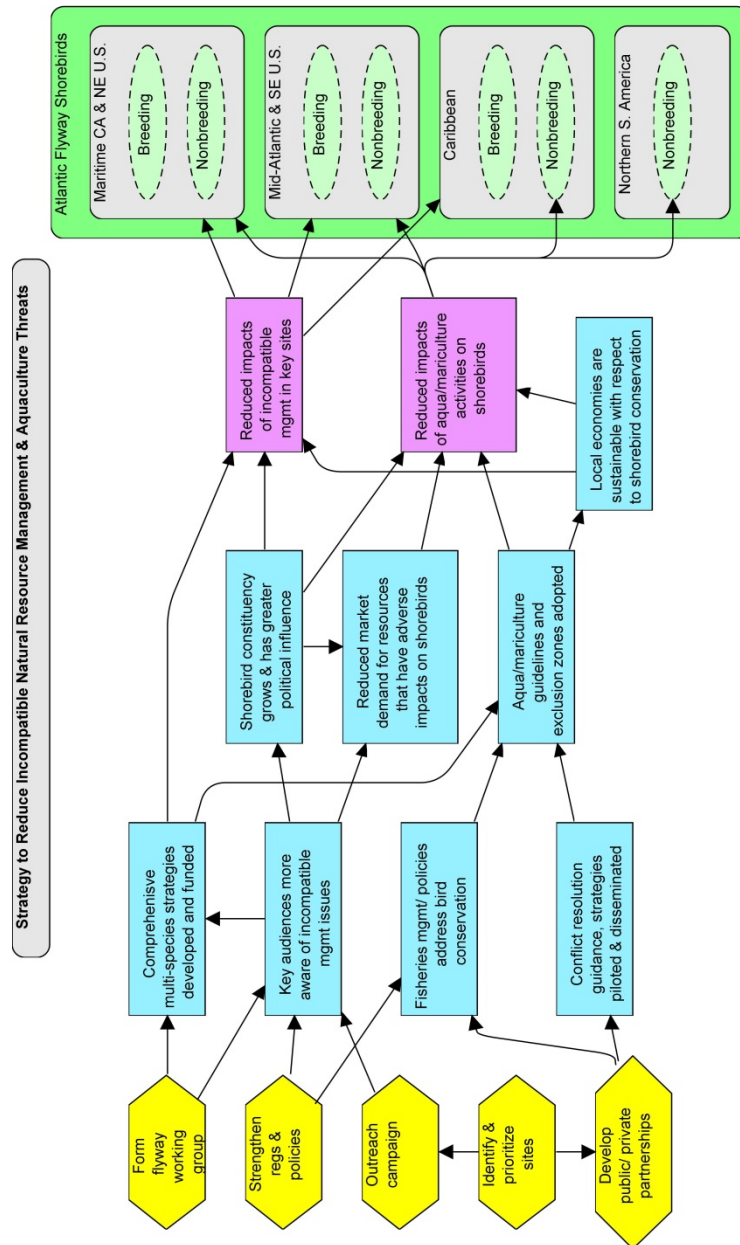 Strategy to Reduce Incompatible Natural Resource Management & Aquaculture Threats
Form
flyway
working
group
Strengthen
regs &
policies
Outreach
campaign
Identify &
prioritize
sites
Develop
public/ private
partnerships
Comprehenisve
multi-species strategies
developed and funded
Key audiences more
aware of incompatible
mgmt issues
Fisheries mgmt/ policies
address bird
conservation
Conflict resolution
guidance, strategies
piloted & disseminated
Shorebird constituency
grows & has greater
political influence
Reduced market
demand for resources
that have adverse
impacts on shorebirds
Aqua/mariculture
guidelines and
exclusion zones adopted
Local economies are
sustainable with respect
to shorebird conservation
Reduced impacts
of incompatible
mgmt in key sites
Reduced impacts
of aqua/mariculture
activities on
shorebirds
Atlantic Flyway Shorebirds
Maritime CA & NE U.S.
Breeding
Nonbreeding
Mid-Atlantic & SE U.S.
Breeding
Nonbreeding
Caribbean
Breeding
Nonbreeding
Northern S. America
Nonbreeding